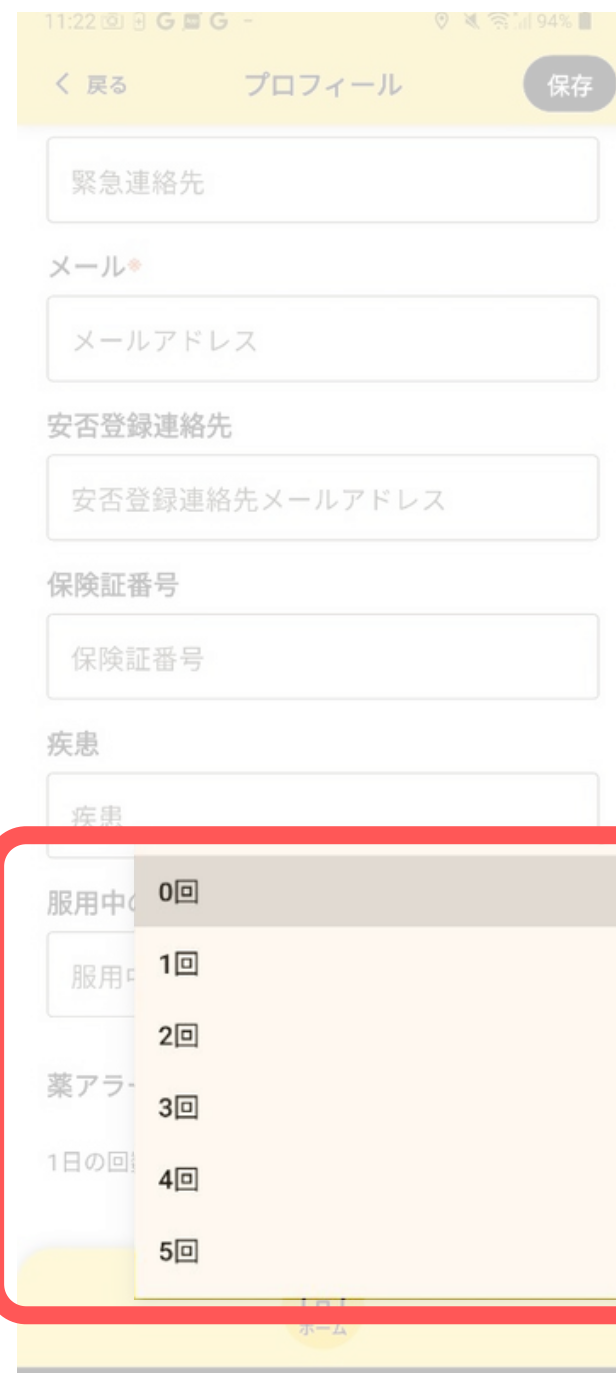 11:22 G G - 94%
戻る プロフィール 保存
緊急連絡先
メール※
メールアドレス
安否登録連絡先
安否登録連絡先メールアドレス
保険証番号
保険証番号
疾患
疾患
服用中の
0回
服用中
1回
2回
薬アラー
3回
1日の回数
4回
5回
ホーム